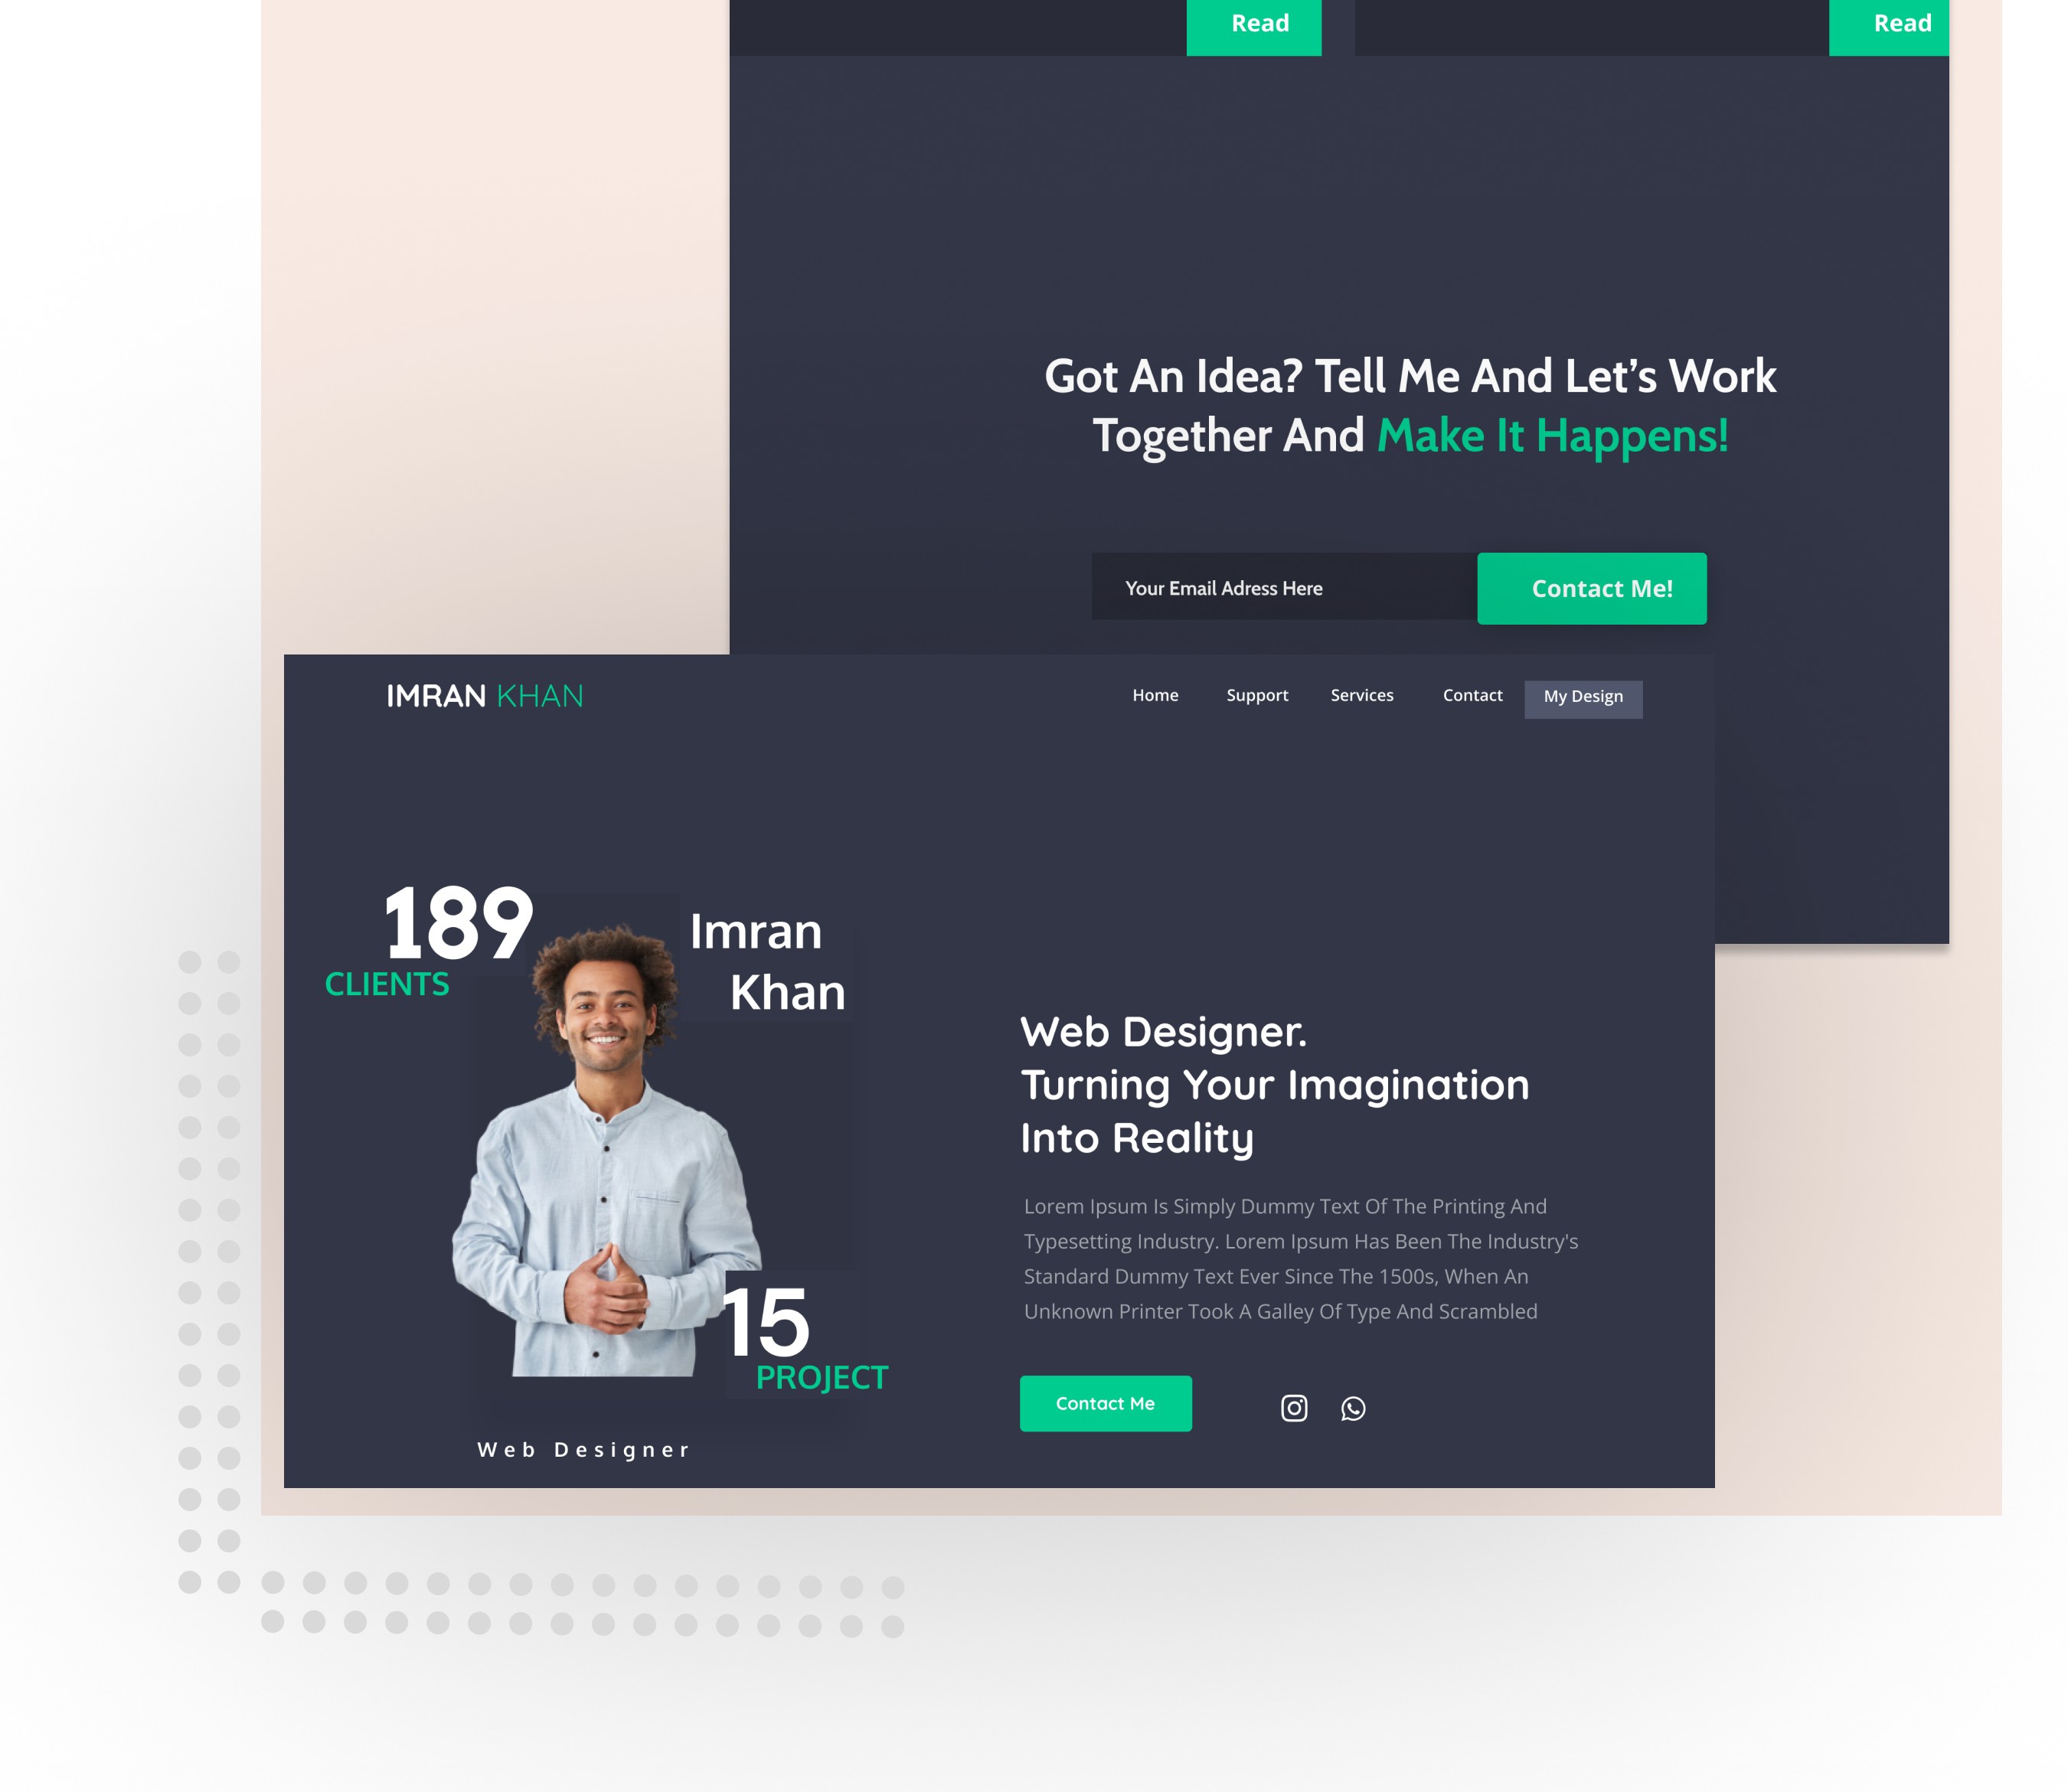 Read
Read
Got An Idea? Tell Me And Let’s Work
Together And Make It Happens!
Your Email Adress Here
Contact Me!
IMRAN KHAN
Home
Support
Services
Contact
My Design
189
CLIENTS
Imran
Khan
15
PROJECT
Web Designer
Web Designer.
Turning Your Imagination
Into Reality
Lorem Ipsum Is Simply Dummy Text Of The Printing And
Typesetting Industry. Lorem Ipsum Has Been The Industry's
Standard Dummy Text Ever Since The 1500s, When An
Unknown Printer Took A Galley Of Type And Scrambled
Contact Me